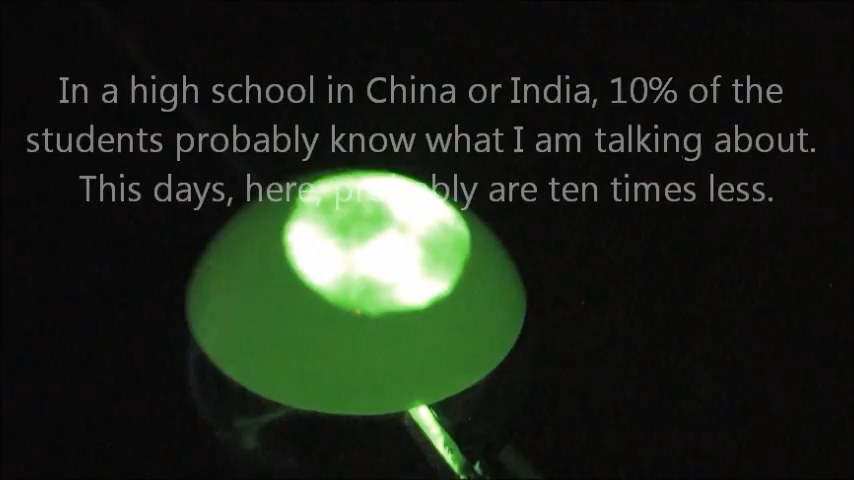 In a high school in China or India, 10% of the
students probably know what I am talking about.
This days, here, probably are ten times less.